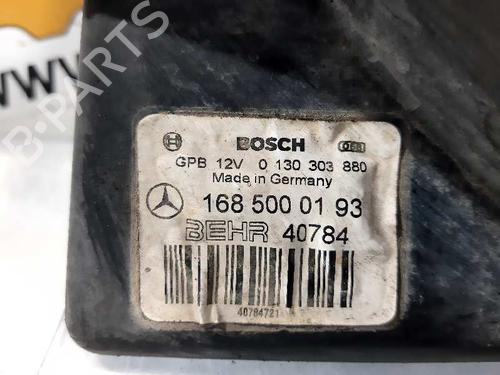 WWW
B-PARTS
BOSCH
GPB 12V 0 130 303 880
Made in Germany
168 500 01 93
BEHR 40784
40784721